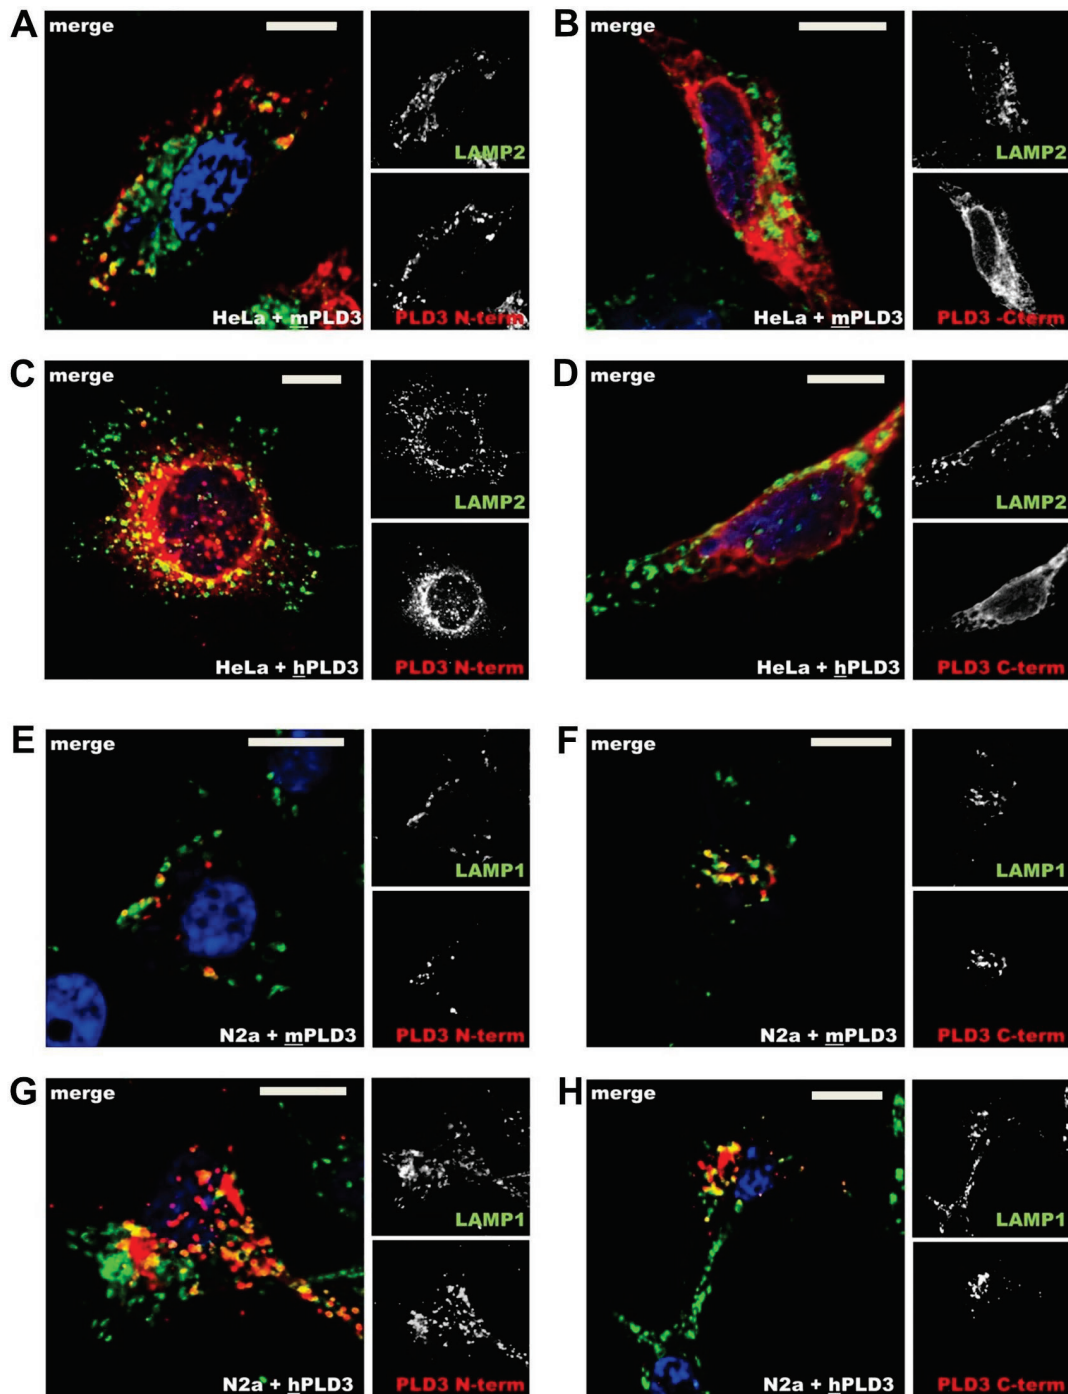 A
merge
LAMP2
HeLa + mPLD3
PLD3 N-term
B
merge
LAMP2
HeLa + mPLD3
PLD3 -Cterm
C
merge
LAMP2
HeLa + hPLD3
PLD3 N-term
D
merge
LAMP2
HeLa + hPLD3
PLD3 C-term
E
merge
LAMP1
N2a + mPLD3
PLD3 N-term
F
merge
LAMP1
N2a + mPLD3
PLD3 C-term
G
merge
LAMP1
N2a + hPLD3
PLD3 N-term
H
merge
LAMP1
N2a + hPLD3
PLD3 C-term